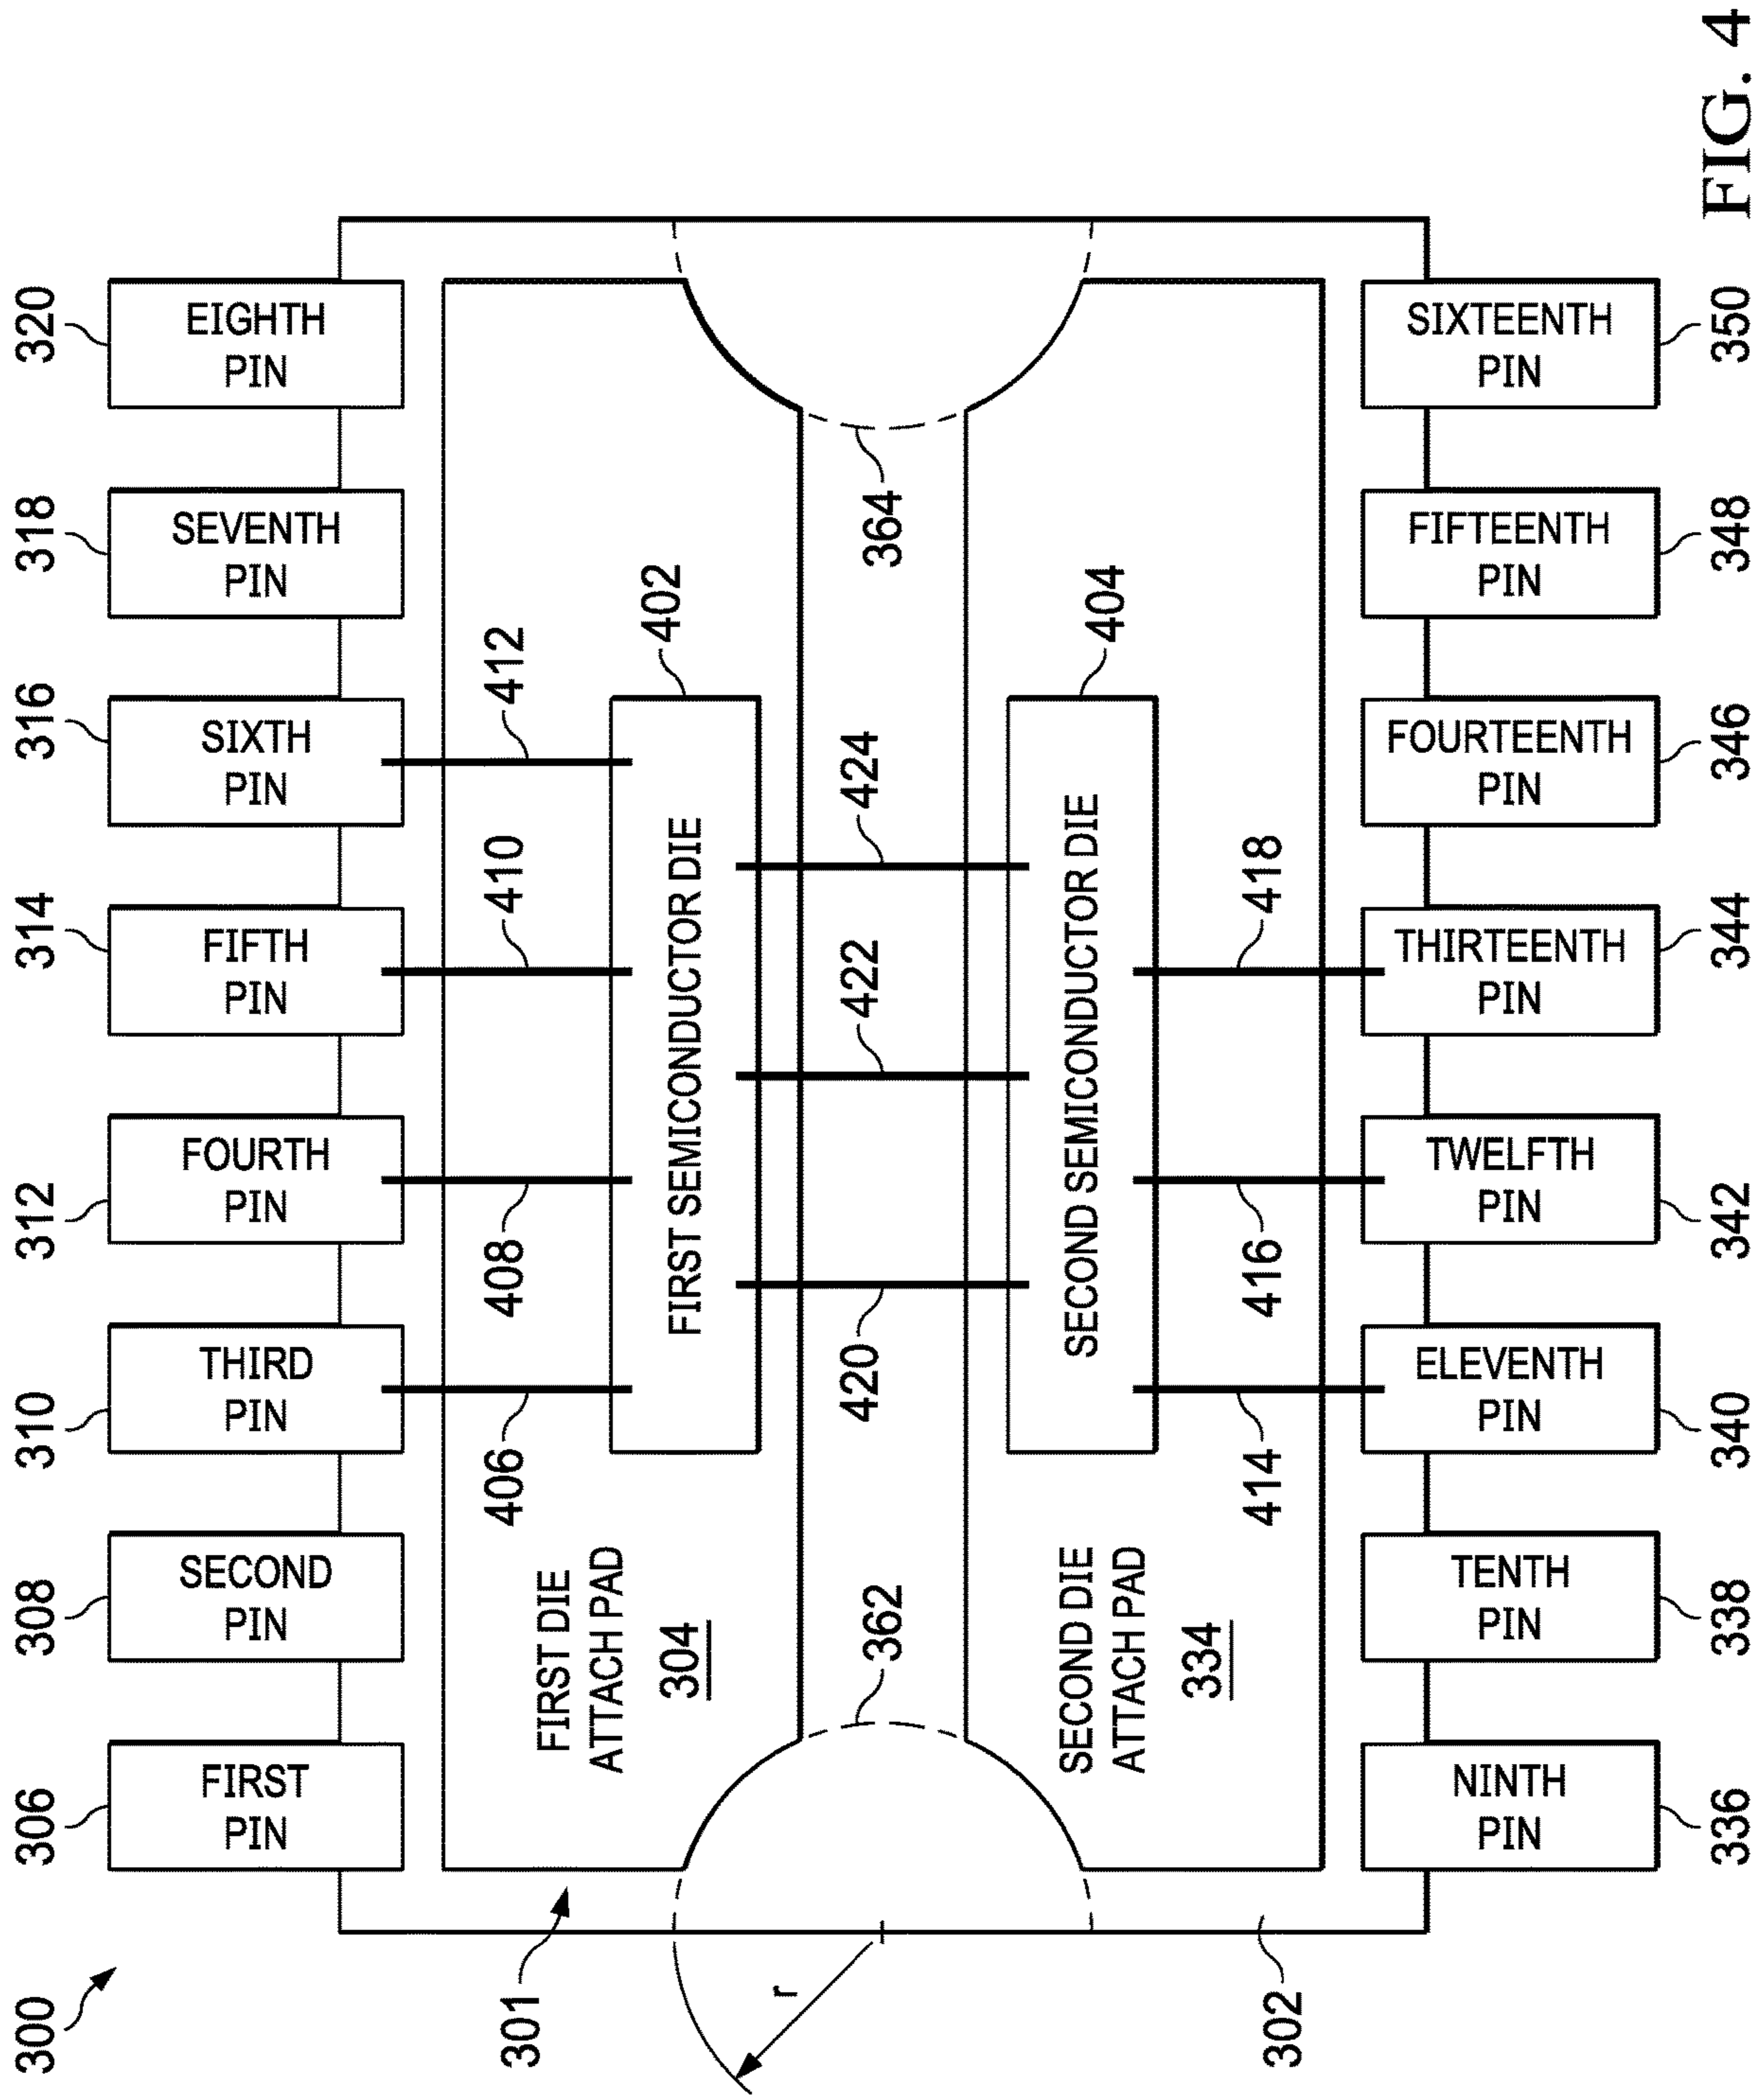 300
301
302
r
306
308
310
312
314
316
318
320
FIRST
PIN
SECOND
PIN
THIRD
PIN
FOURTH
PIN
FIFTH
PIN
SIXTH
PIN
SEVENTH
PIN
EIGHTH
PIN
406
408
410
412
FIRST DIE
ATTACH PAD
304
FIRST SEMICONDUCTOR DIE
402
362
420
422
424
364
SECOND DIE
ATTACH PAD
334
SECOND SEMICONDUCTOR DIE
404
414
416
418
NINTH
PIN
TENTH
PIN
ELEVENTH
PIN
TWELFTH
PIN
THIRTEENTH
PIN
FOURTEENTH
PIN
FIFTEENTH
PIN
SIXTEENTH
PIN
336
338
340
342
344
346
348
350
FIG. 4